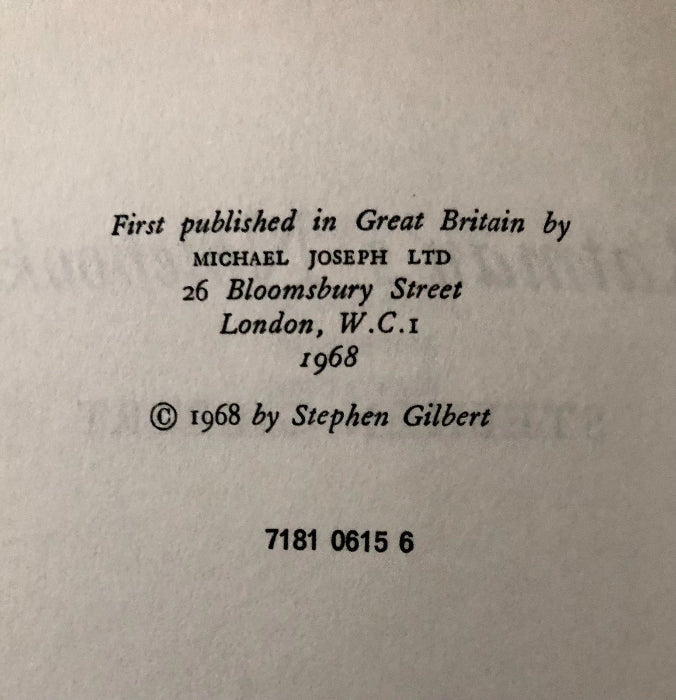 First published in Great Britain by
MICHAEL JOSEPH LTD
26 Bloomsbury Street
London, W.C.1
1968
© 1968 by Stephen Gilbert
7181 0615 6